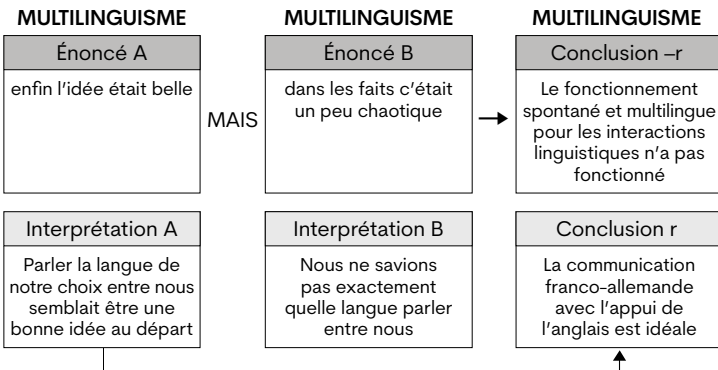 MULTILINGUISME
Énoncé A
enfin l’idée était belle
MAIS
MULTILINGUISME
Énoncé B
dans les faits c’était
un peu chaotique
MULTILINGUISME
Conclusion –r
Le fonctionnement
spontané et multilingue
pour les interactions
linguistiques n’a pas
fonctionné
Interprétation A
Parler la langue de
notre choix entre nous
semblait être une
bonne idée au départ
Interprétation B
Nous ne savions
pas exactement
quelle langue parler
entre nous
Conclusion r
La communication
franco-allemande
avec l’appui de
l’anglais est idéale